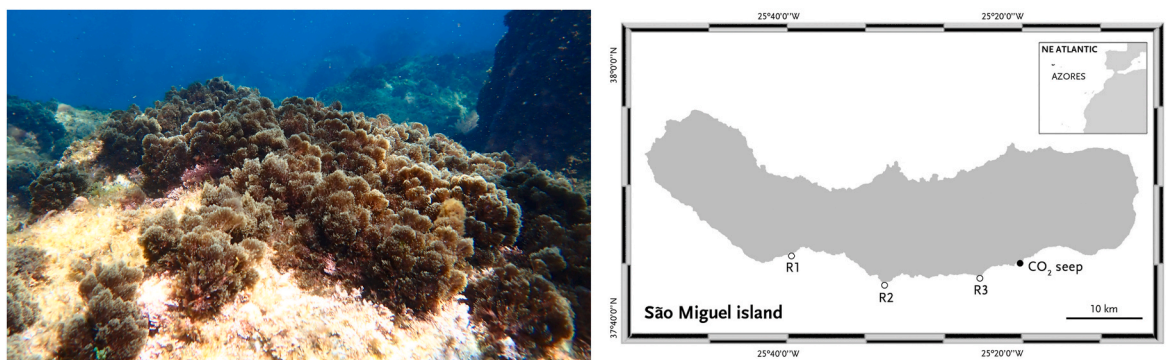 25°40'0''W
25°20'0''W
38°0'0''N
NE ATLANTIC
AZORES
R1
R2
R3
CO₂ seep
São Miguel island
10 km
37°40'0''N
25°40'0''W
25°20'0''W